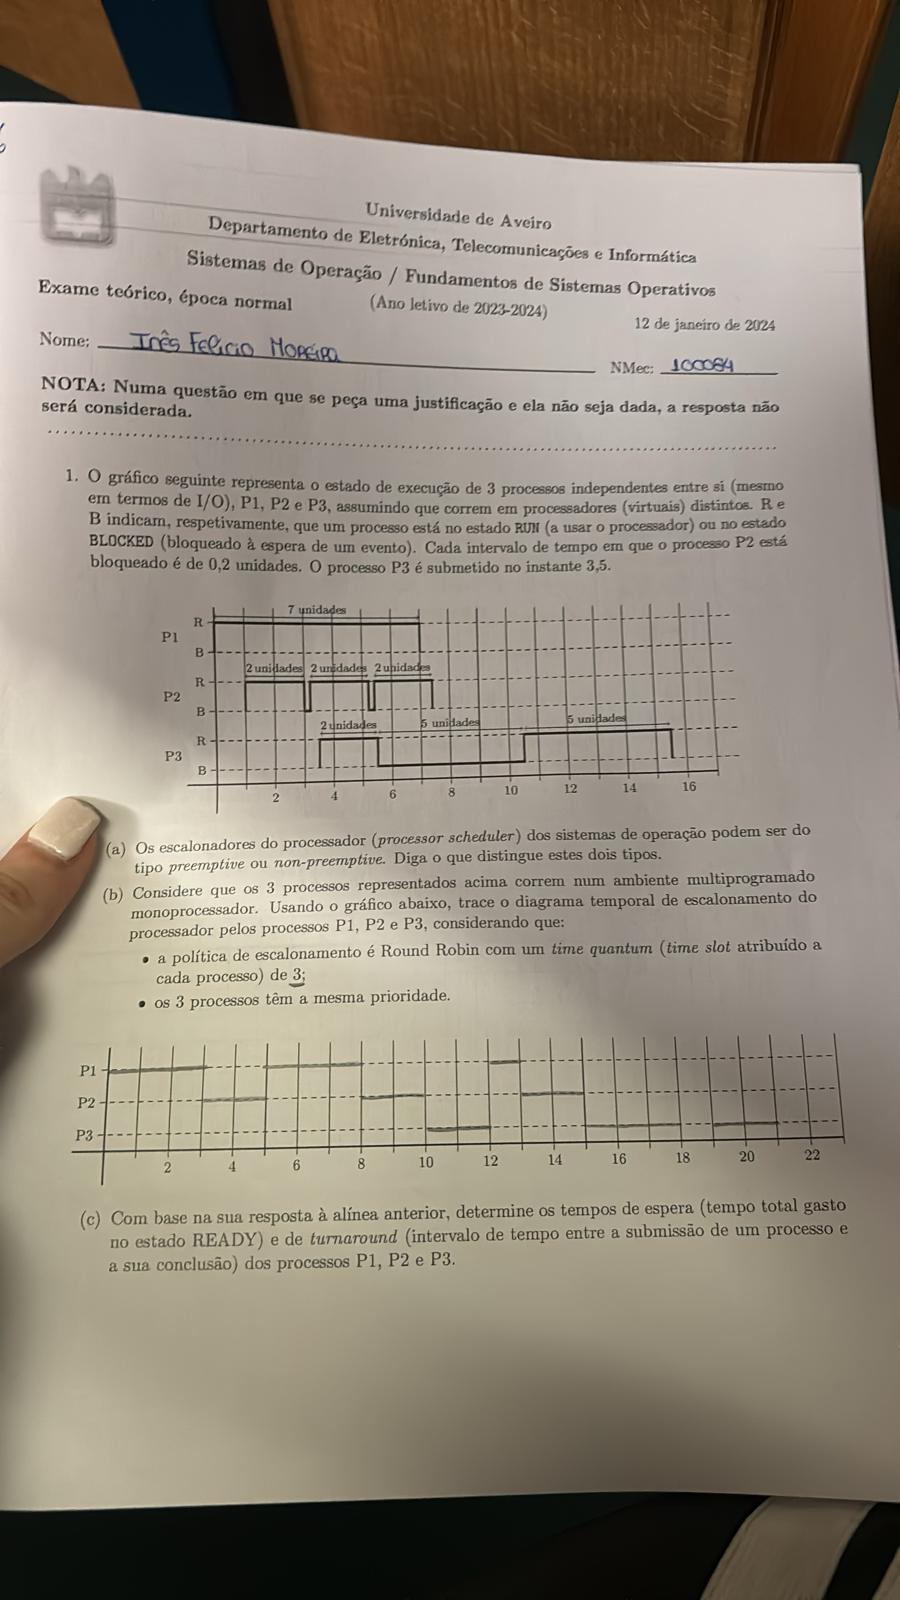 Universidade de Aveiro
Departamento de Eletrónica, Telecomunicações e Informática
Sistemas de Operação / Fundamentos de Sistemas Operativos
Exame teórico, época normal (Ano letivo de 2023-2024) 12 de janeiro de 2024
Nome: Inês Felicio Moreira NMec: 100084
NOTA: Numa questão em que se peça uma justificação e ela não seja dada, a resposta não
será considerada.
1. O gráfico seguinte representa o estado de execução de 3 processos independentes entre si (mesmo
em termos de I/O), P1, P2 e P3, assumindo que correm em processadores (virtuais) distintos. R e
B indicam, respetivamente, que um processo está no estado RUN (a usar o processador) ou no estado
BLOCKED (bloqueado à espera de um evento). Cada intervalo de tempo em que o processo P2 está
bloqueado é de 0,2 unidades. O processo P3 é submetido no instante 3,5.
7 unidades
R
P1
B
2 unidades 2 unidades 2 unidades
R
P2
B
2 unidades 5 unidades 5 unidades
R
P3
B
2 4 6 8 10 12 14 16
(a) Os escalonadores do processador (processor scheduler) dos sistemas de operação podem ser do
tipo preemptive ou non-preemptive. Diga o que distingue estes dois tipos.
(b) Considere que os 3 processos representados acima correm num ambiente multiprogramado
monoprocessador. Usando o gráfico abaixo, trace o diagrama temporal de escalonamento do
processador pelos processos P1, P2 e P3, considerando que:
• a política de escalonamento é Round Robin com um time quantum (time slot atribuído a
cada processo) de 3;
• os 3 processos têm a mesma prioridade.
P1
P2
P3
2 4 6 8 10 12 14 16 18 20 22
(c) Com base na sua resposta à alínea anterior, determine os tempos de espera (tempo total gasto
no estado READY) e de turnaround (intervalo de tempo entre a submissão de um processo e
a sua conclusão) dos processos P1, P2 e P3.